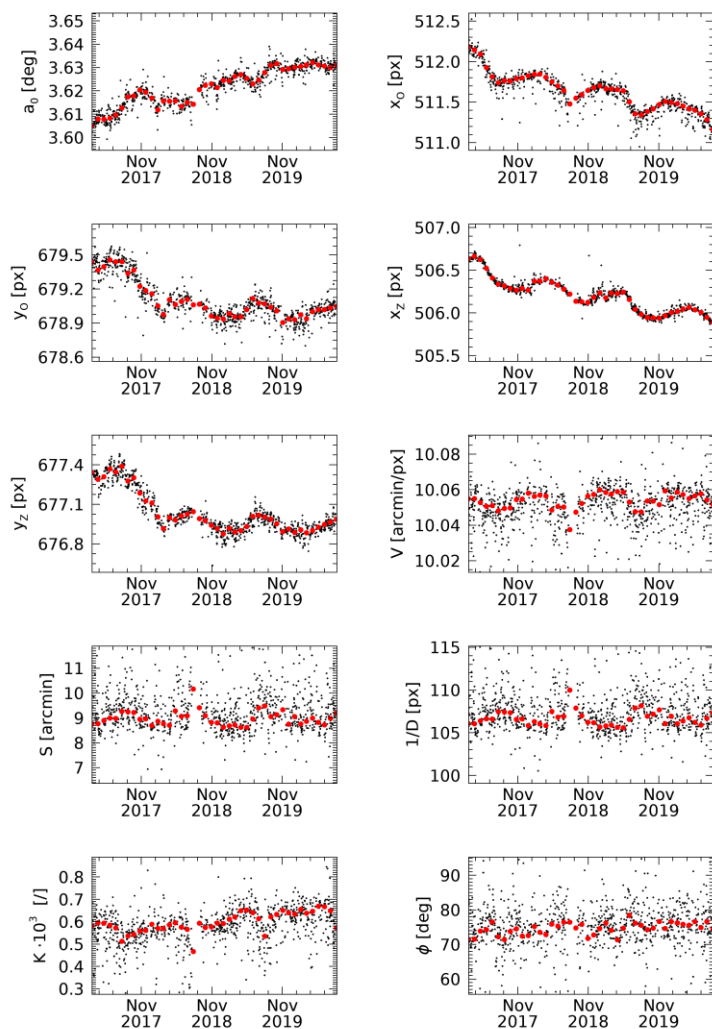 3.65
3.64
3.63
3.62
3.61
3.60
a₀ [deg]
Nov
2017
Nov
2018
Nov
2019
512.5
512.0
511.5
511.0
x_O [px]
Nov
2017
Nov
2018
Nov
2019
679.5
679.2
678.9
678.6
y_O [px]
Nov
2017
Nov
2018
Nov
2019
507.0
506.5
506.0
505.5
x_Z [px]
Nov
2017
Nov
2018
Nov
2019
677.4
677.1
676.8
y_Z [px]
Nov
2017
Nov
2018
Nov
2019
10.08
10.06
10.04
10.02
V [arcmin/px]
Nov
2017
Nov
2018
Nov
2019
11
10
9
8
7
S [arcmin]
Nov
2017
Nov
2018
Nov
2019
115
110
105
100
1/D [px]
Nov
2017
Nov
2018
Nov
2019
0.8
0.7
0.6
0.5
0.4
0.3
K ·10³ [/]
Nov
2017
Nov
2018
Nov
2019
90
80
70
60
ϕ [deg]
Nov
2017
Nov
2018
Nov
2019